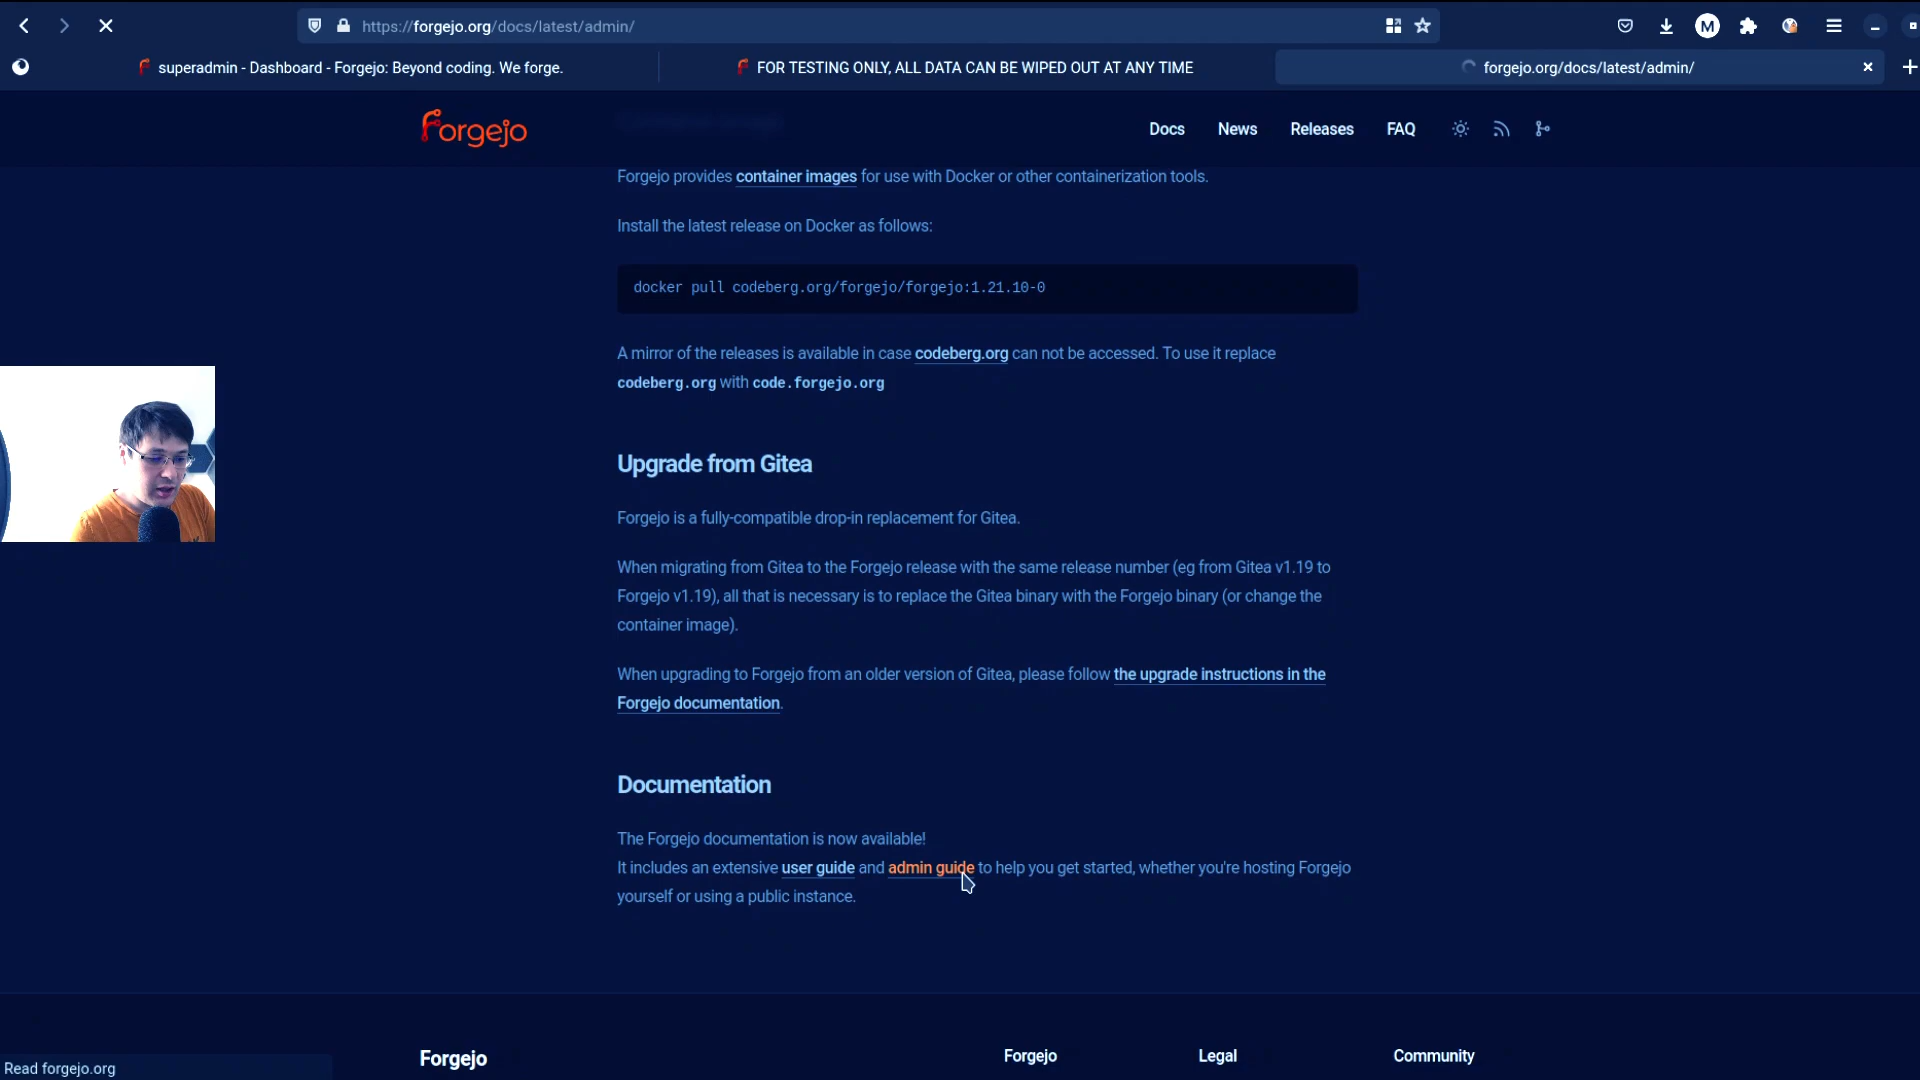 https://forgejo.org/docs/latest/admin/
M
superadmin - Dashboard - Forgejo: Beyond coding. We forge.
FOR TESTING ONLY, ALL DATA CAN BE WIPED OUT AT ANY TIME
forgejo.org/docs/latest/admin/
Forgejo
Docs
News
Releases
FAQ
Forgejo provides container images for use with Docker or other containerization tools.
Install the latest release on Docker as follows:
docker pull codeberg.org/forgejo/forgejo:1.21.10-0
A mirror of the releases is available in case codeberg.org can not be accessed. To use it replace
codeberg.org with code.forgejo.org
Upgrade from Gitea
Forgejo is a fully-compatible drop-in replacement for Gitea.
When migrating from Gitea to the Forgejo release with the same release number (eg from Gitea v1.19 to
Forgejo v1.19), all that is necessary is to replace the Gitea binary with the Forgejo binary (or change the
container image).
When upgrading to Forgejo from an older version of Gitea, please follow the upgrade instructions in the
Forgejo documentation.
Documentation
The Forgejo documentation is now available!
It includes an extensive user guide and admin guide to help you get started, whether you're hosting Forgejo
yourself or using a public instance.
Forgejo
Forgejo
Legal
Community
Read forgejo.org